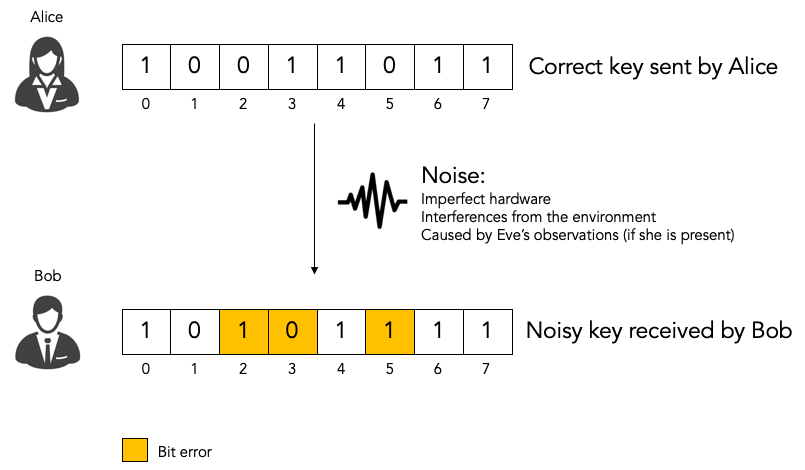 Alice
1 0 0 1 1 0 1 1 Correct key sent by Alice
0 1 2 3 4 5 6 7
Noise:
Imperfect hardware
Interferences from the environment
Caused by Eve's observations (if she is present)
Bob
1 0 1 0 1 1 1 1 Noisy key received by Bob
0 1 2 3 4 5 6 7
Bit error